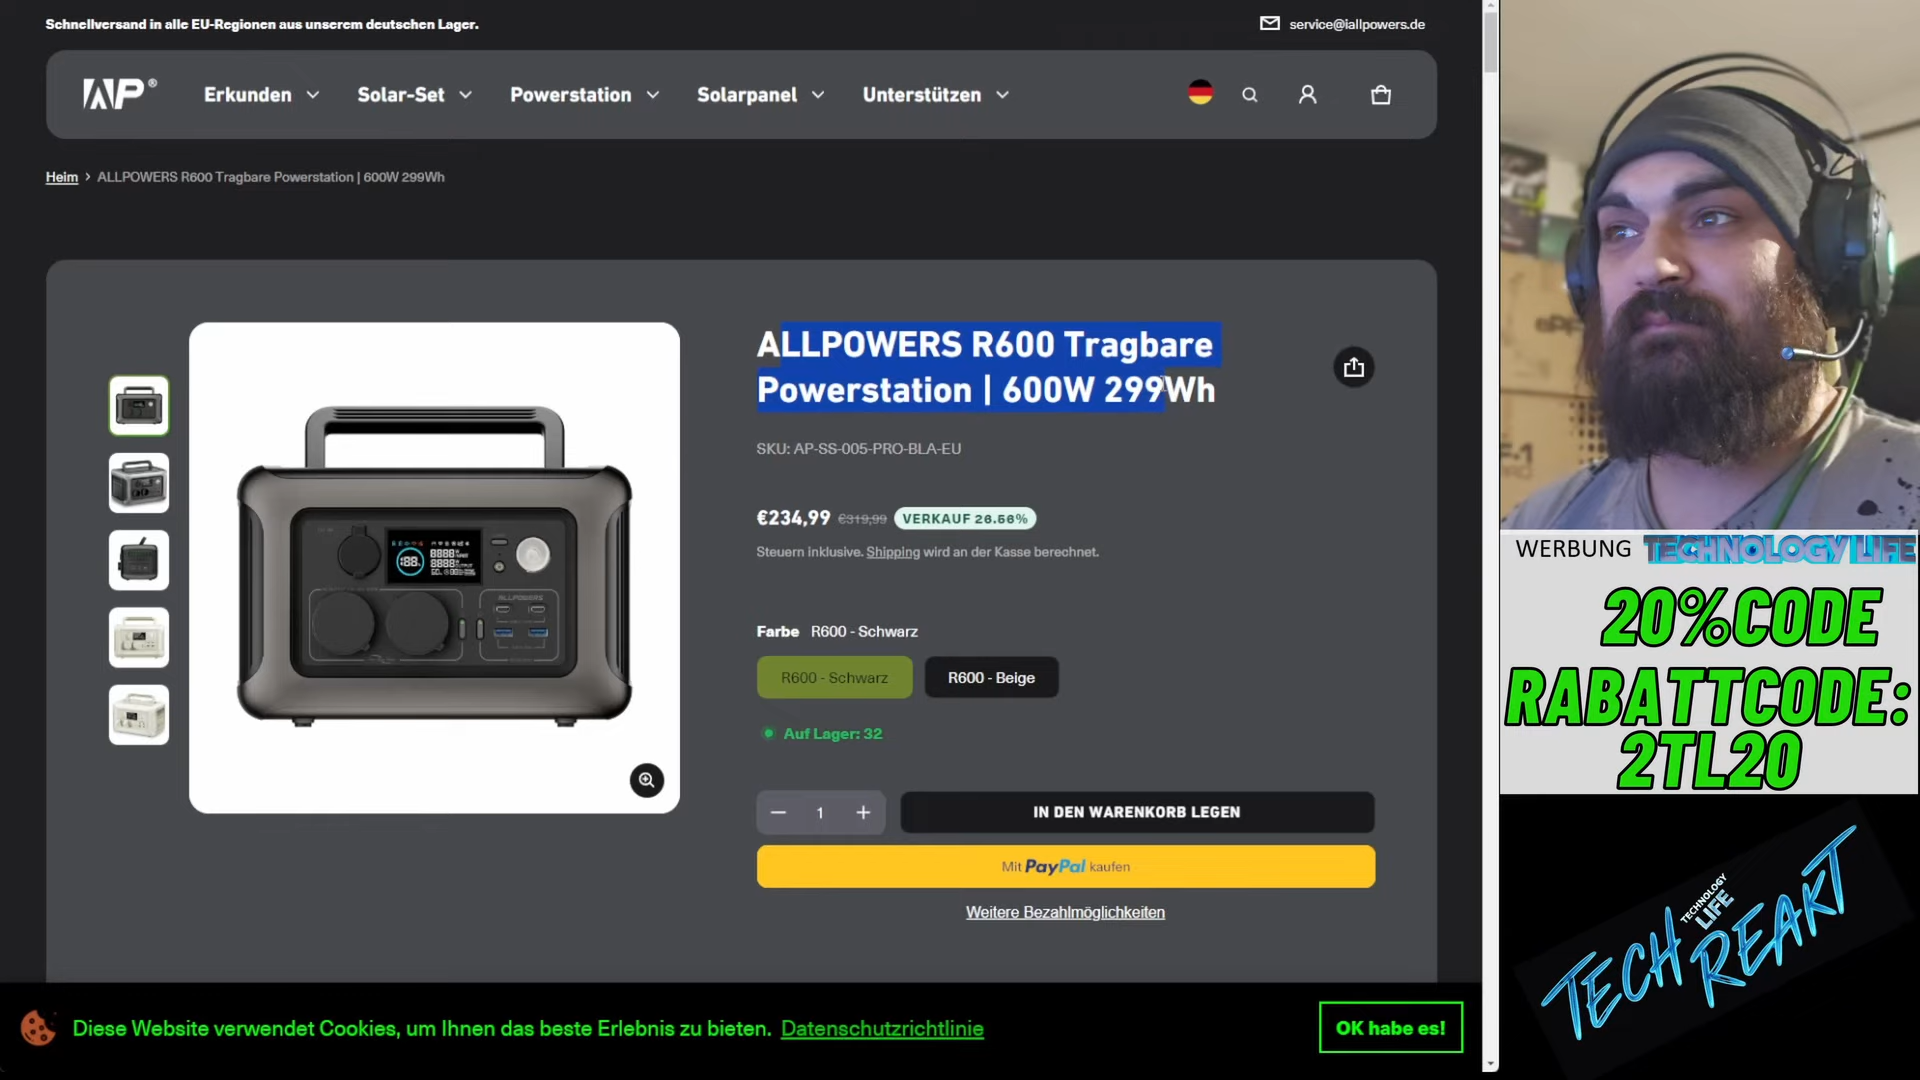 Schnellversand in alle EU-Regionen aus unserem deutschen Lager.
service@iallpowers.de
AP®
Erkunden
Solar-Set
Powerstation
Solarpanel
Unterstützen
Heim > ALLPOWERS R600 Tragbare Powerstation | 600W 299Wh
ALLPOWERS R600 Tragbare
Powerstation | 600W 299Wh
SKU: AP-SS-005-PRO-BLA-EU
€234,99 €319,99 VERKAUF 26.56%
Steuern inklusive. Shipping wird an der Kasse berechnet.
Farbe R600 - Schwarz
R600 - Schwarz
R600 - Beige
Auf Lager: 32
− 1 +
IN DEN WARENKORB LEGEN
Mit PayPal kaufen
Weitere Bezahlmöglichkeiten
ALLPOWERS
Diese Website verwendet Cookies, um Ihnen das beste Erlebnis zu bieten. Datenschutzrichtlinie
OK habe es!
WERBUNG TECHNOLOGY LIFE
20%CODE
RABATTCODE:
2TL20
TECHNOLOGY
LIFE
TECH
REAKT